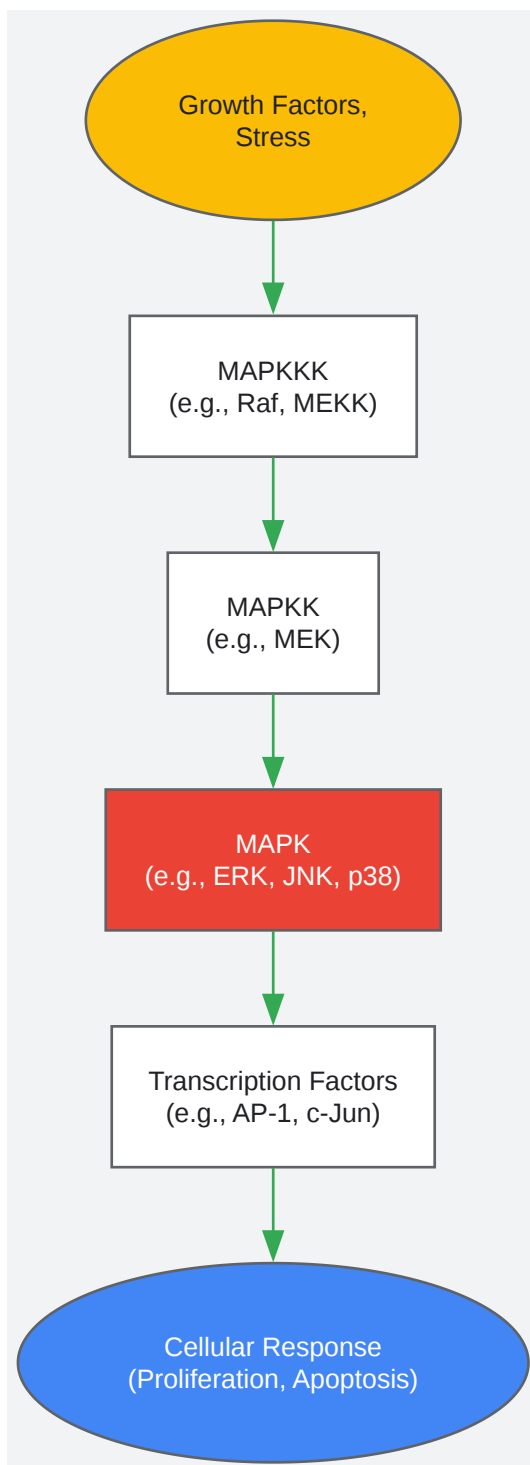 Growth Factors,
Stress
MAPKKK
(e.g., Raf, MEKK)
MAPKK
(e.g., MEK)
MAPK
(e.g., ERK, JNK, p38)
Transcription Factors
(e.g., AP-1, c-Jun)
Cellular Response
(Proliferation, Apoptosis)